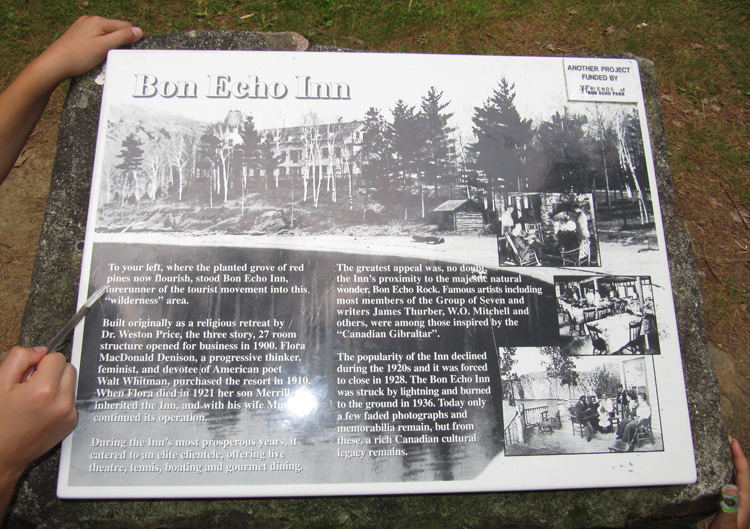 Bon Echo Inn
ANOTHER PROJECT
FUNDED BY
FRIENDS of
BON ECHO PARK
To your left, where the planted grove of red
pines now flourish, stood Bon Echo Inn,
forerunner of the tourist movement into this
“wilderness” area.
Built originally as a religious retreat by
Dr. Weston Price, the three story, 27 room
structure opened for business in 1900. Flora
MacDonald Denison, a progressive thinker,
feminist, and devotee of American poet
Walt Whitman, purchased the resort in 1910.
When Flora died in 1921 her son Merrill
inherited the Inn, and with his wife
continued its operation.
During the Inn's most prosperous years, it
catered to an elite clientele, offering live
theatre, tennis, boating and gourmet dining.
The greatest appeal was, no doubt,
the Inn's proximity to the majestic natural
wonder, Bon Echo Rock. Famous artists including
most members of the Group of Seven and
writers James Thurber, W.O. Mitchell and
others, were among those inspired by the
“Canadian Gibraltar”.
The popularity of the Inn declined
during the 1920s and it was forced
to close in 1928. The Bon Echo Inn
was struck by lightning and burned
to the ground in 1936. Today only
a few faded photographs and
memorabilia remain, but from
these, a rich Canadian cultural
legacy remains.